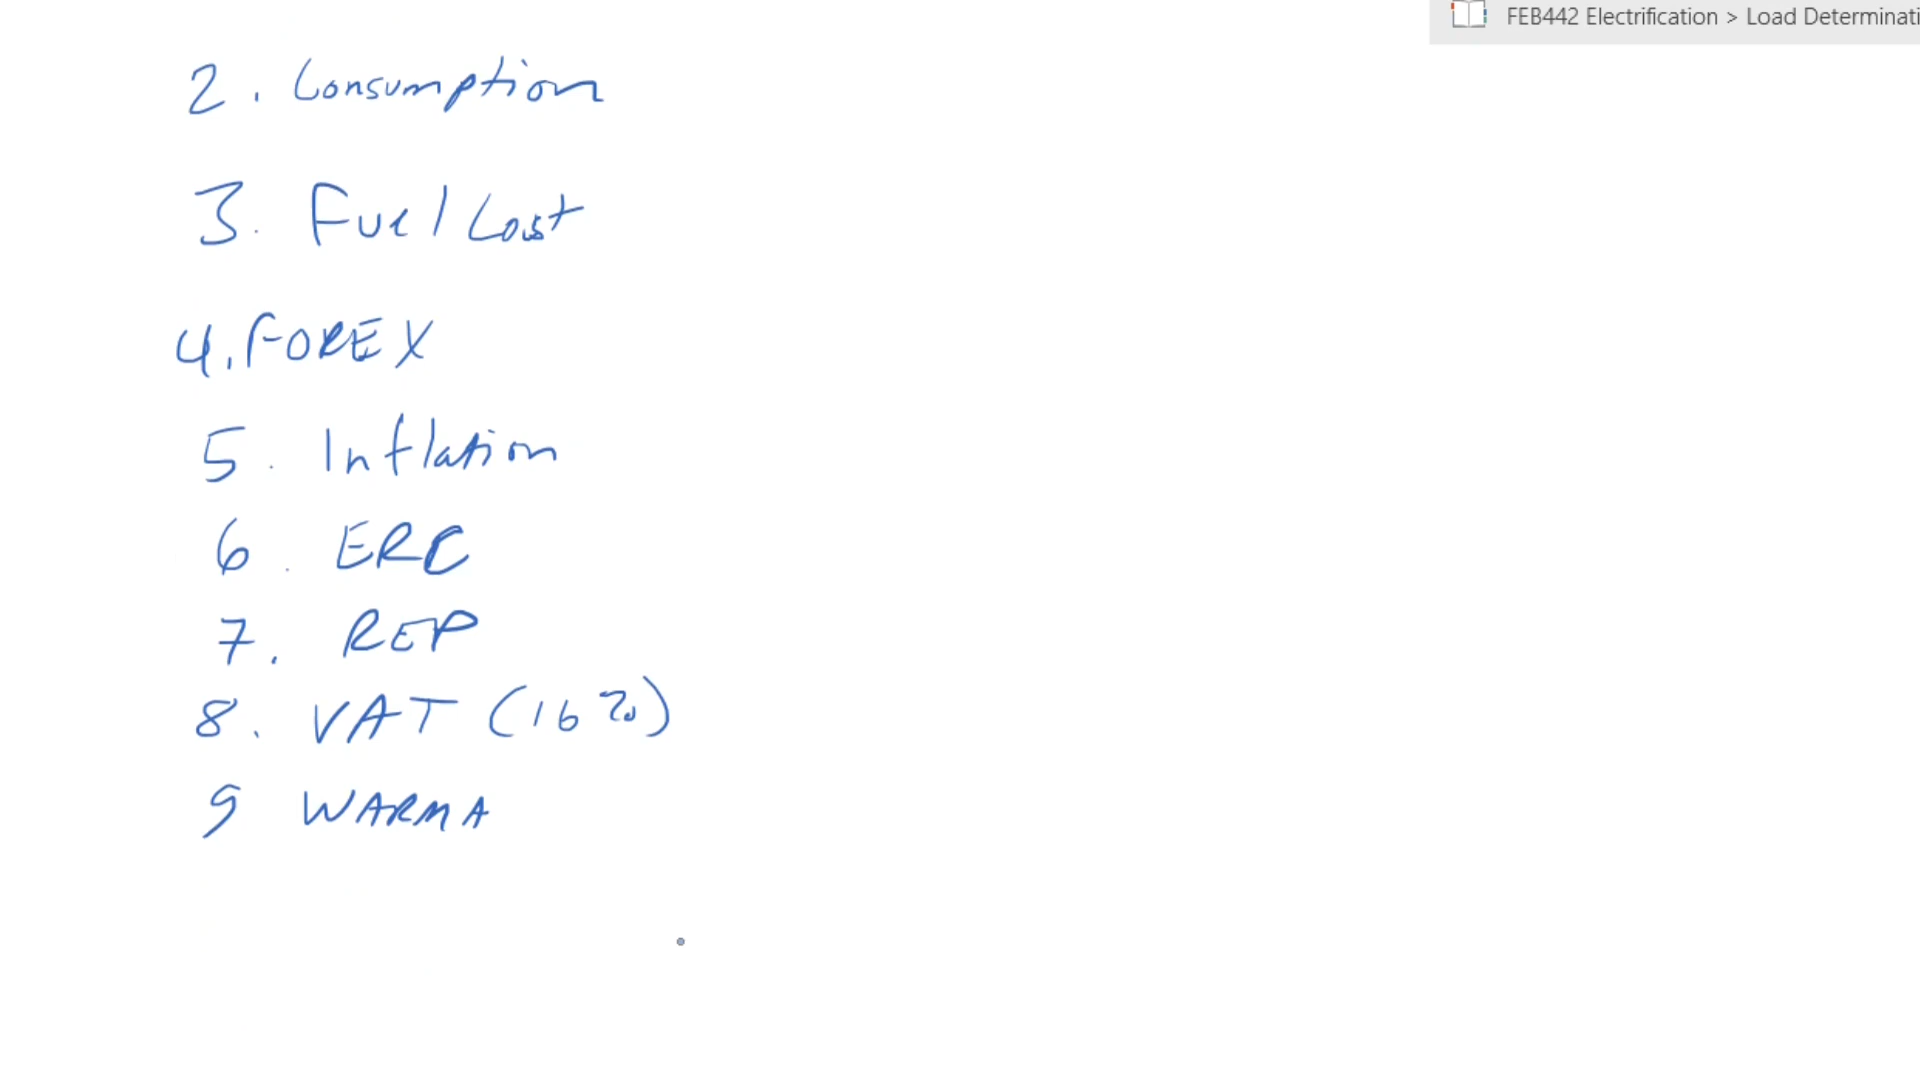 FEB442 Electrification > Load Determinati
2. Consumption
3. Fuel Cost
4. FOREX
5. Inflation
6. ERC
7. REP
8. VAT (16%)
9 WARMA